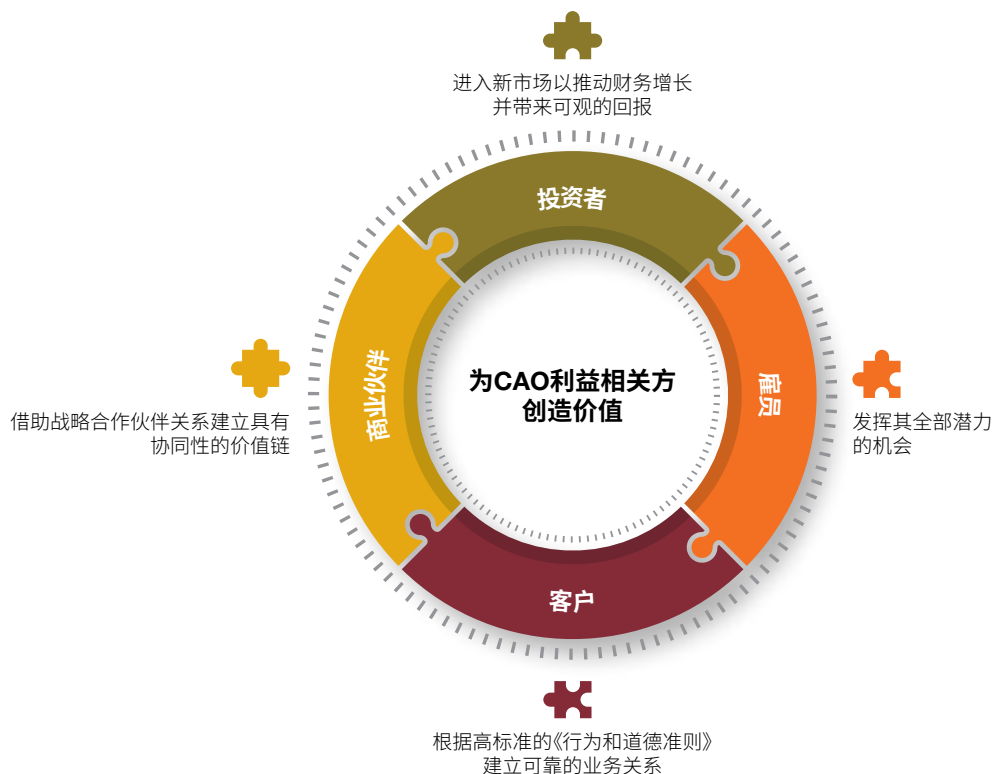 进入新市场以推动财务增长
并带来可观的回报
投资者
商业伙伴
为CAO利益相关方
创造价值
雇员
借助战略合作伙伴关系建立具有
协同性的价值链
发挥其全部潜力
的机会
客户
根据高标准的《行为和道德准则》
建立可靠的业务关系